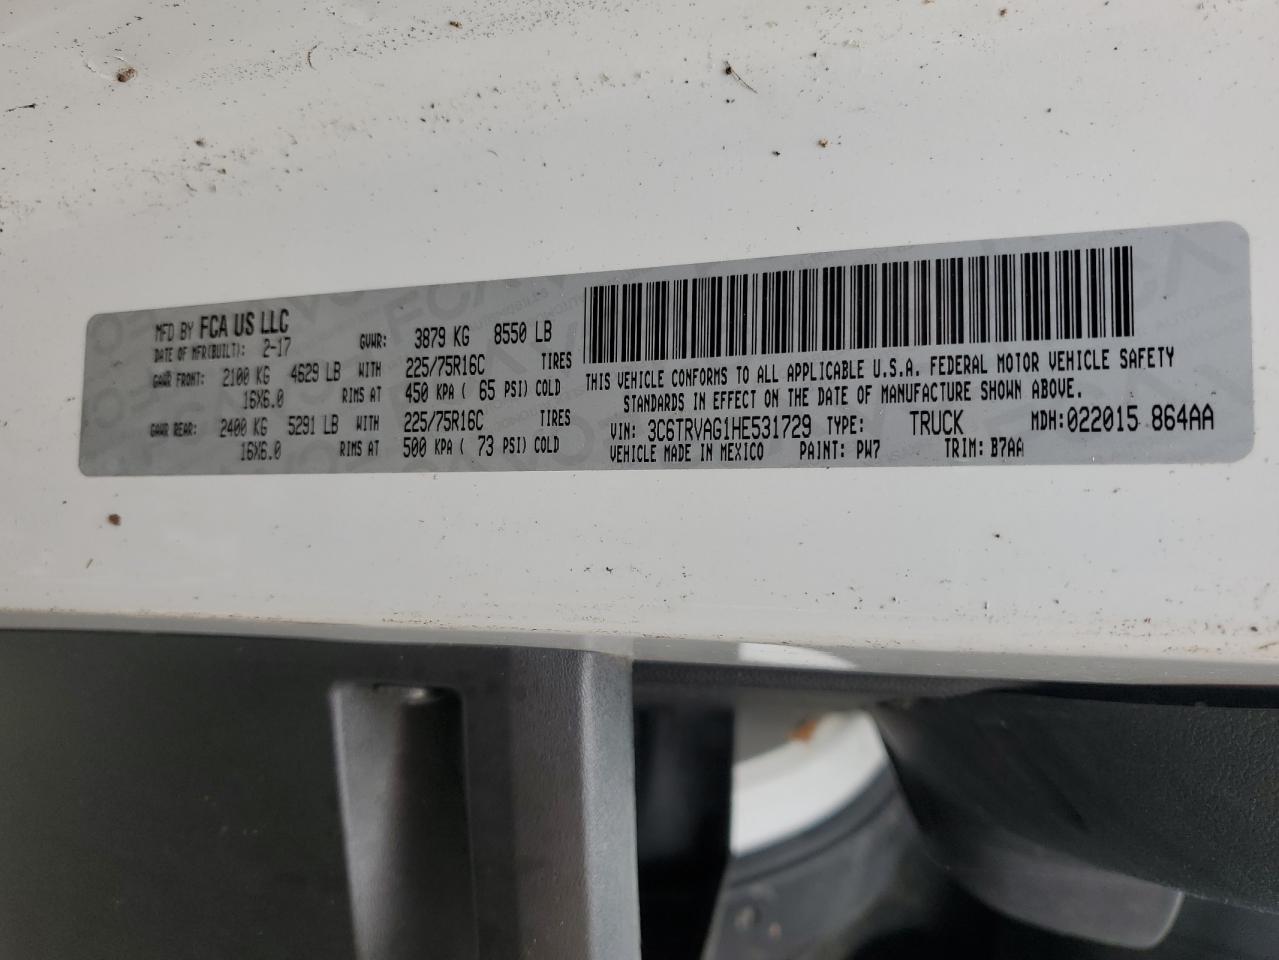 MFD BY FCA US LLC
DATE OF MFR(BUILT): 2-17 GVWR: 3879 KG 8550 LB
GAWR FRONT: 2100 KG 4629 LB WITH 225/75R16C TIRES
16X6.0 RIMS AT 450 KPA ( 65 PSI) COLD
GAWR REAR: 2400 KG 5291 LB WITH 225/75R16C TIRES
16X6.0 RIMS AT 500 KPA ( 73 PSI) COLD
THIS VEHICLE CONFORMS TO ALL APPLICABLE U.S.A. FEDERAL MOTOR VEHICLE SAFETY
STANDARDS IN EFFECT ON THE DATE OF MANUFACTURE SHOWN ABOVE.
VIN: 3C6TRVAG1HE531729 TYPE: TRUCK MDH:022015 864AA
VEHICLE MADE IN MEXICO PAINT: PW7 TRIM: B7AA